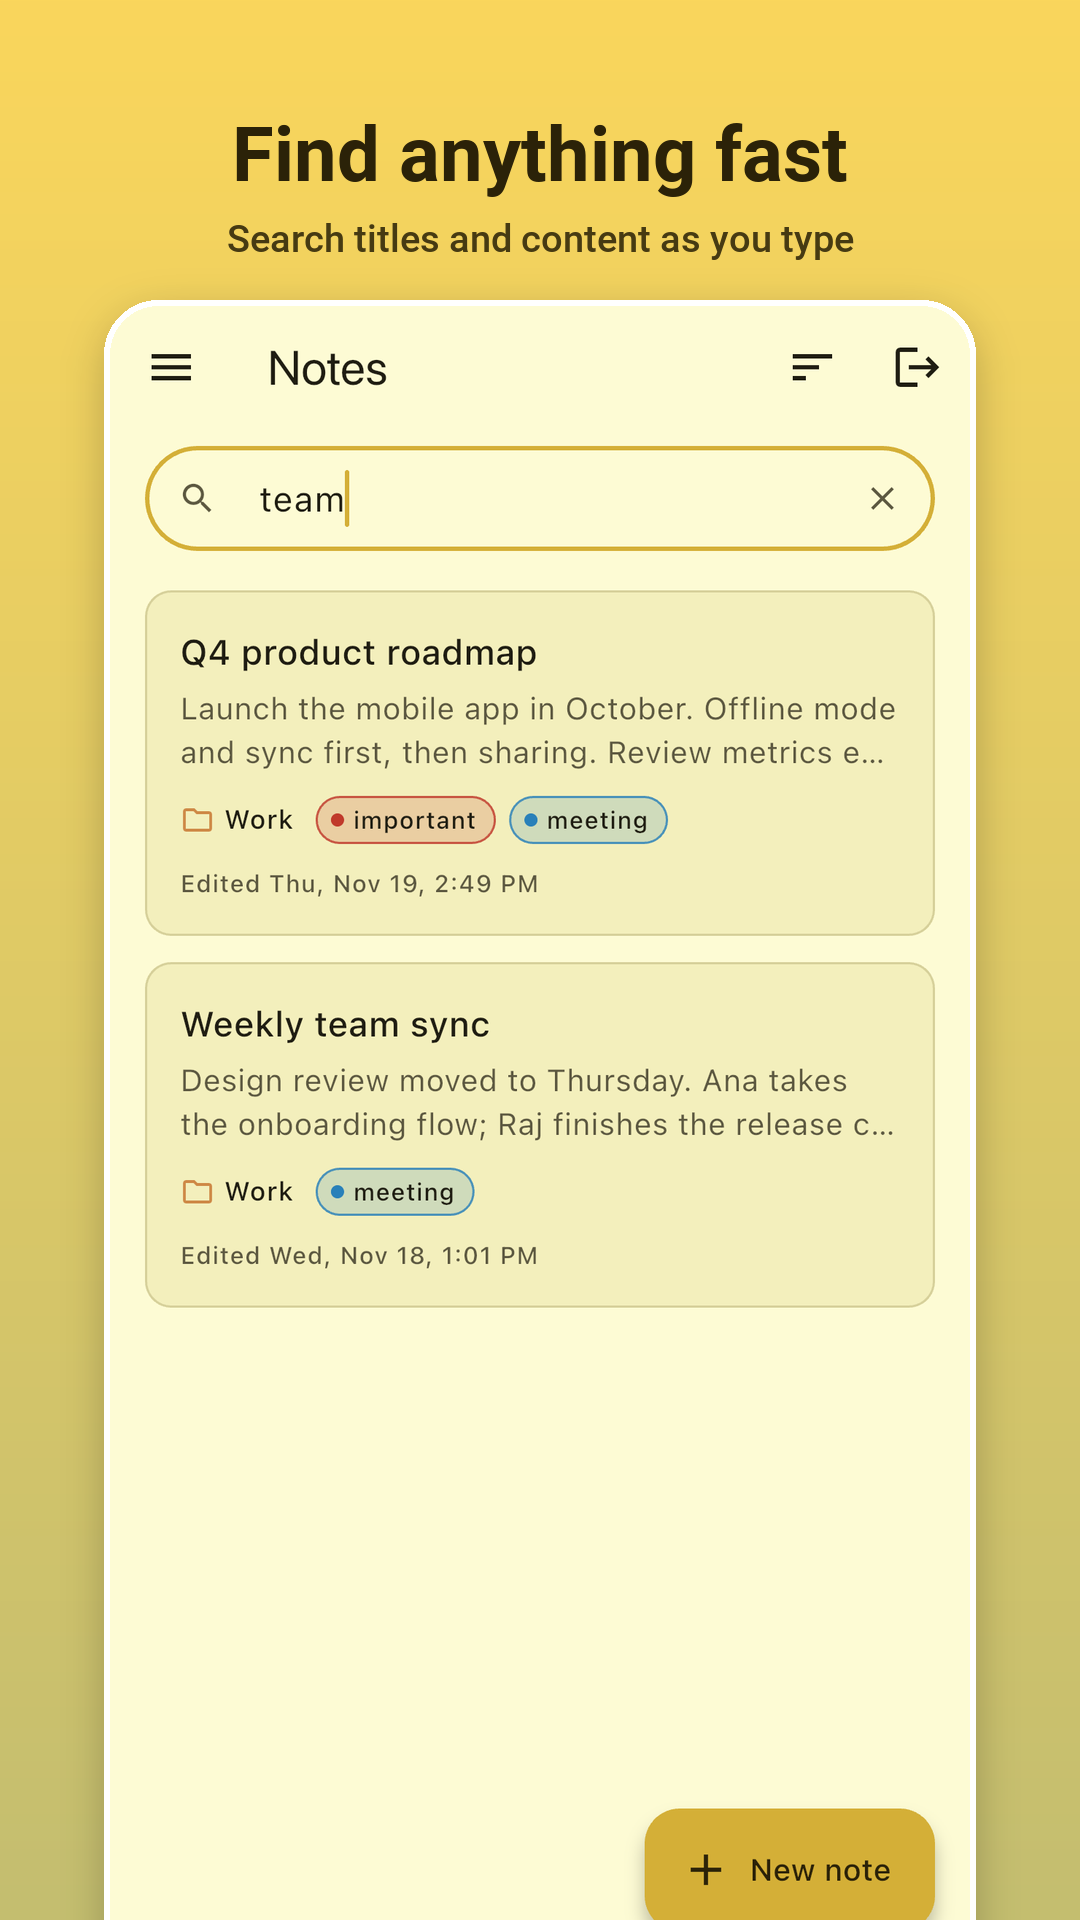 Find anything fast
Search titles and content as you type
Notes
team
Q4 product roadmap
Launch the mobile app in October. Offline mode
and sync first, then sharing. Review metrics e...
Work important meeting
Edited Thu, Nov 19, 2:49 PM
Weekly team sync
Design review moved to Thursday. Ana takes
the onboarding flow; Raj finishes the release c...
Work meeting
Edited Wed, Nov 18, 1:01 PM
New note